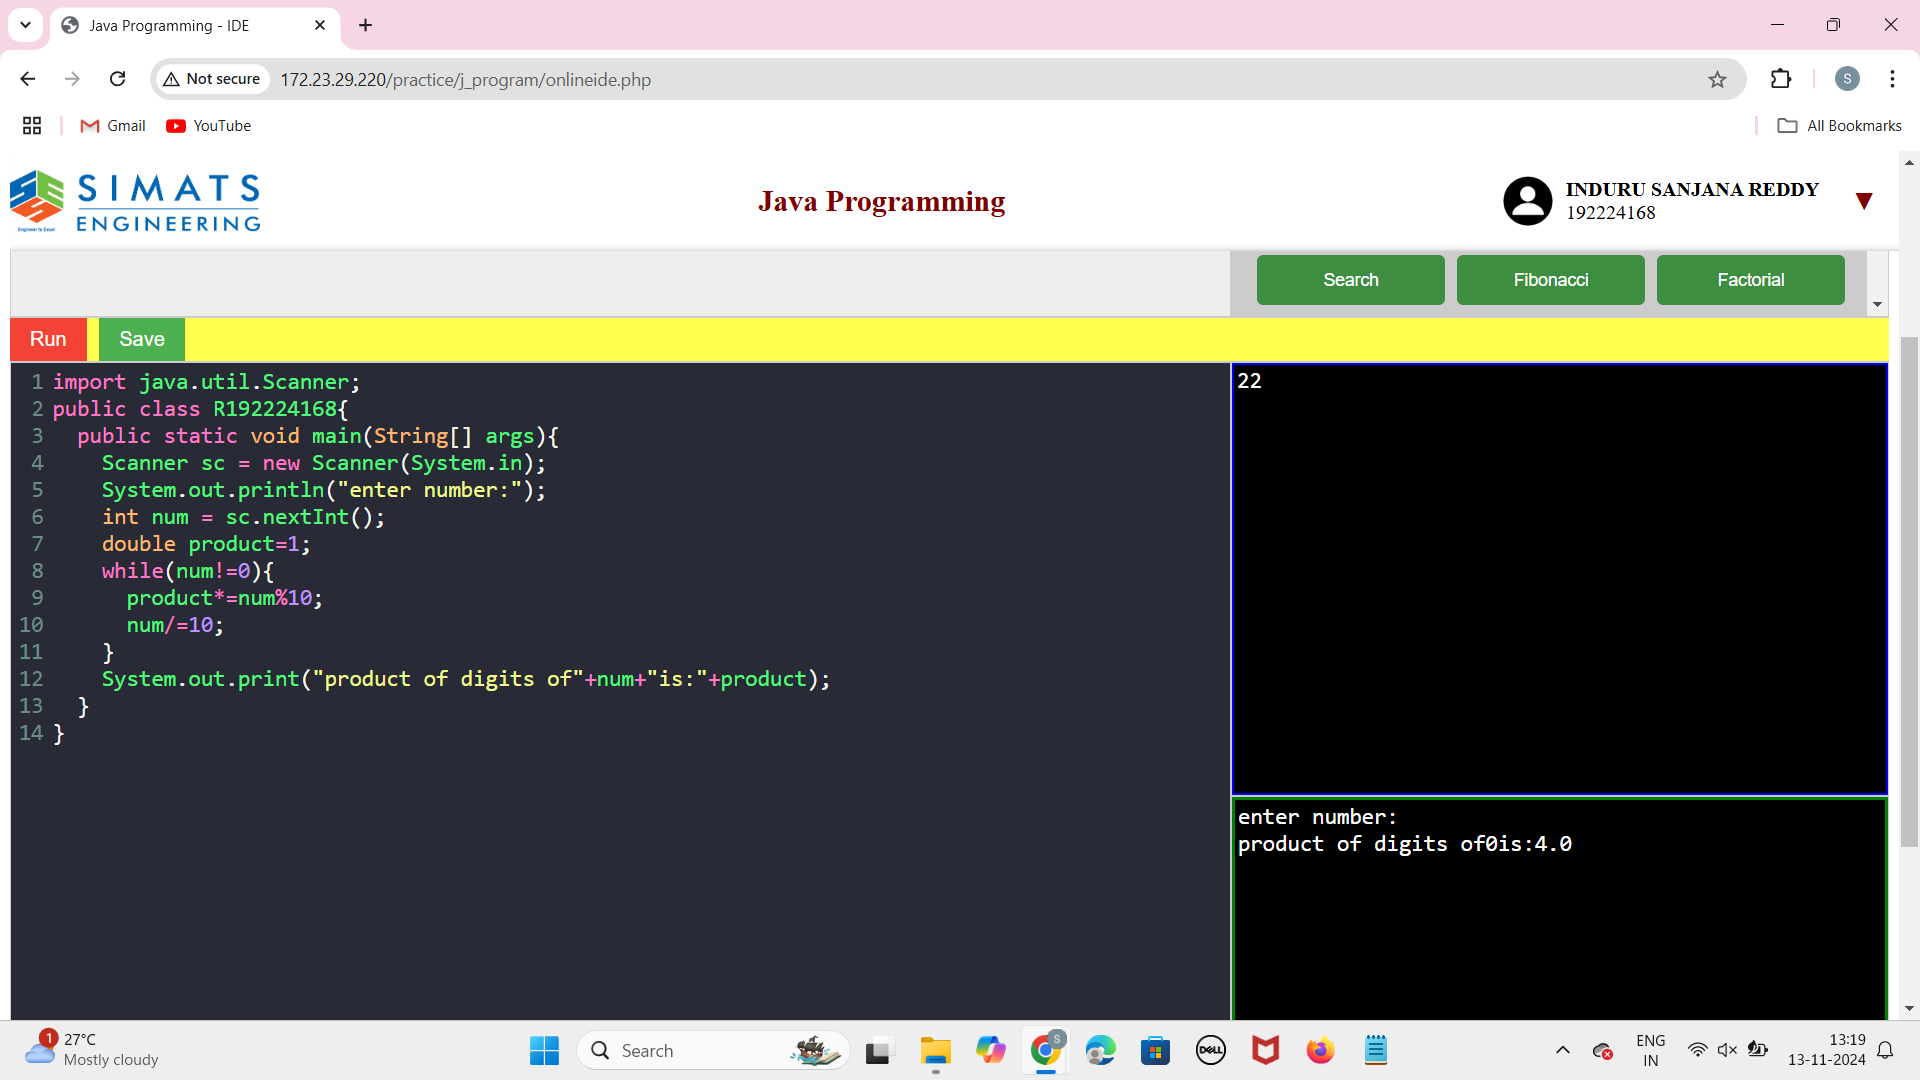 Java Programming - IDE
Not secure
172.23.29.220/practice/j_program/onlineide.php
S
Gmail
YouTube
All Bookmarks
SIMATS
ENGINEERING
Engineer to Excel
Java Programming
INDURU SANJANA REDDY
192224168
Search
Fibonacci
Factorial
Run
Save
1 import java.util.Scanner;
2 public class R192224168{
3 public static void main(String[] args){
4 Scanner sc = new Scanner(System.in);
5 System.out.println("enter number:");
6 int num = sc.nextInt();
7 double product=1;
8 while(num!=0){
9 product*=num%10;
10 num/=10;
11 }
12 System.out.print("product of digits of"+num+"is:"+product);
13 }
14 }
22
enter number:
product of digits of0is:4.0
1
27°C
Mostly cloudy
Search
S
DELL
ENG
IN
13:19
13-11-2024